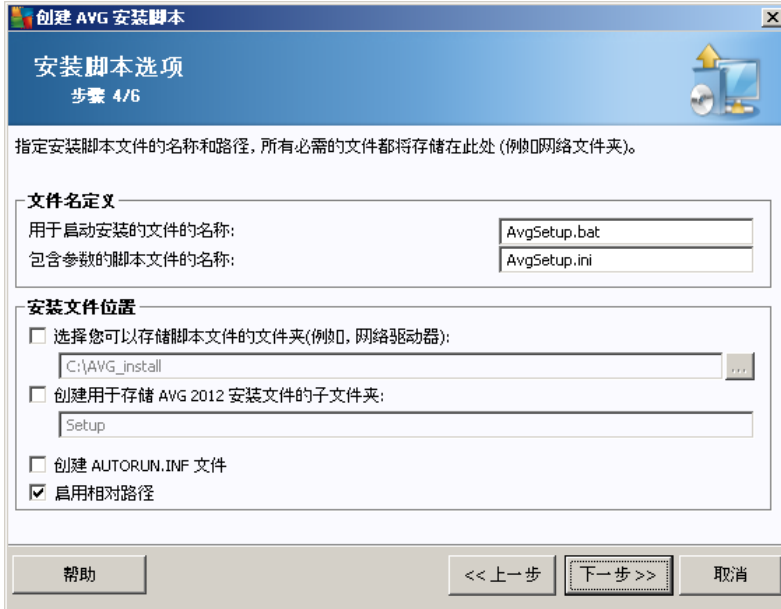 创建 AVG 安装脚本
安装脚本选项
步骤 4/6
指定安装脚本文件的名称和路径, 所有必需的文件都将存储在此处 (例如网络文件夹)。
文件名定义
用于启动安装的文件的名称: AvgSetup.bat
包含参数的脚本文件的名称: AvgSetup.ini
安装文件位置
选择您可以存储脚本文件的文件夹(例如, 网络驱动器):
C:\AVG_install ...
创建用于存储 AVG 2012 安装文件的子文件夹:
Setup
创建 AUTORUN.INF 文件
启用相对路径
帮助 << 上一步 下一步 >> 取消